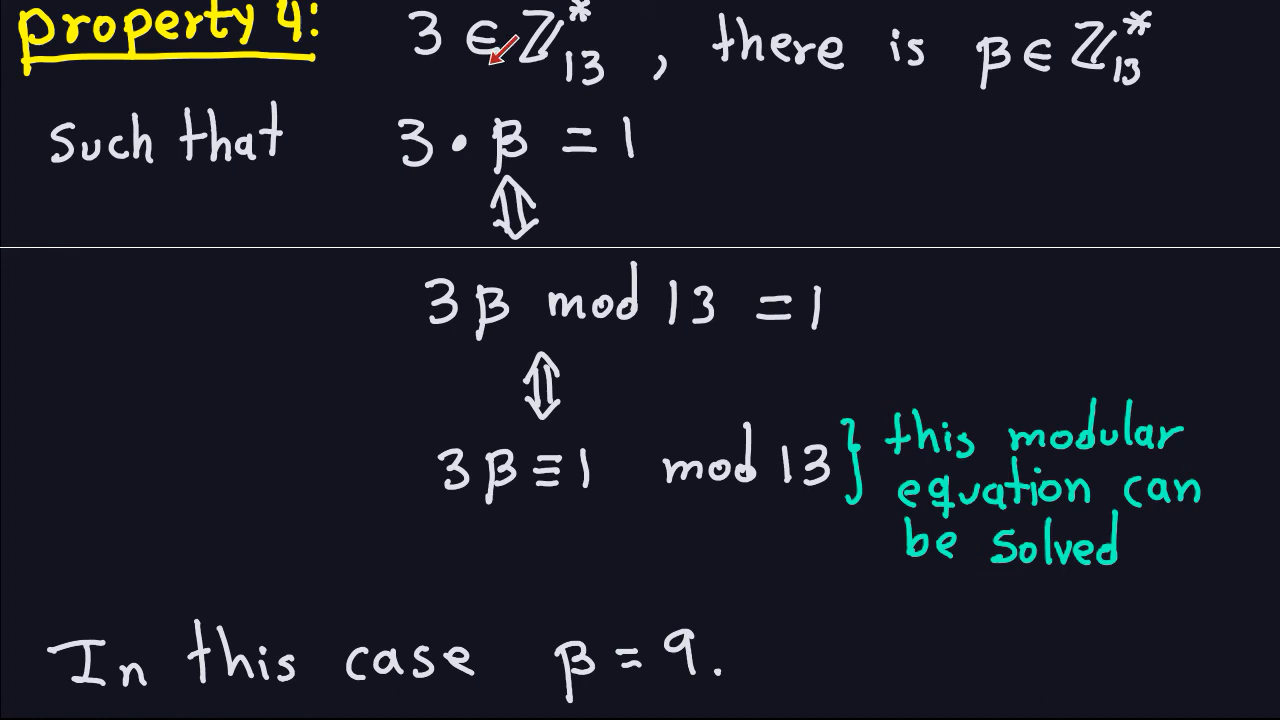 property 4: 3 ∈ ℤ*₁₃, there is β ∈ ℤ*₁₃
such that 3 · β = 1
⇕
3β mod 13 = 1
⇕
3β ≡ 1 mod 13 } this modular
equation can
be solved
In this case β = 9.